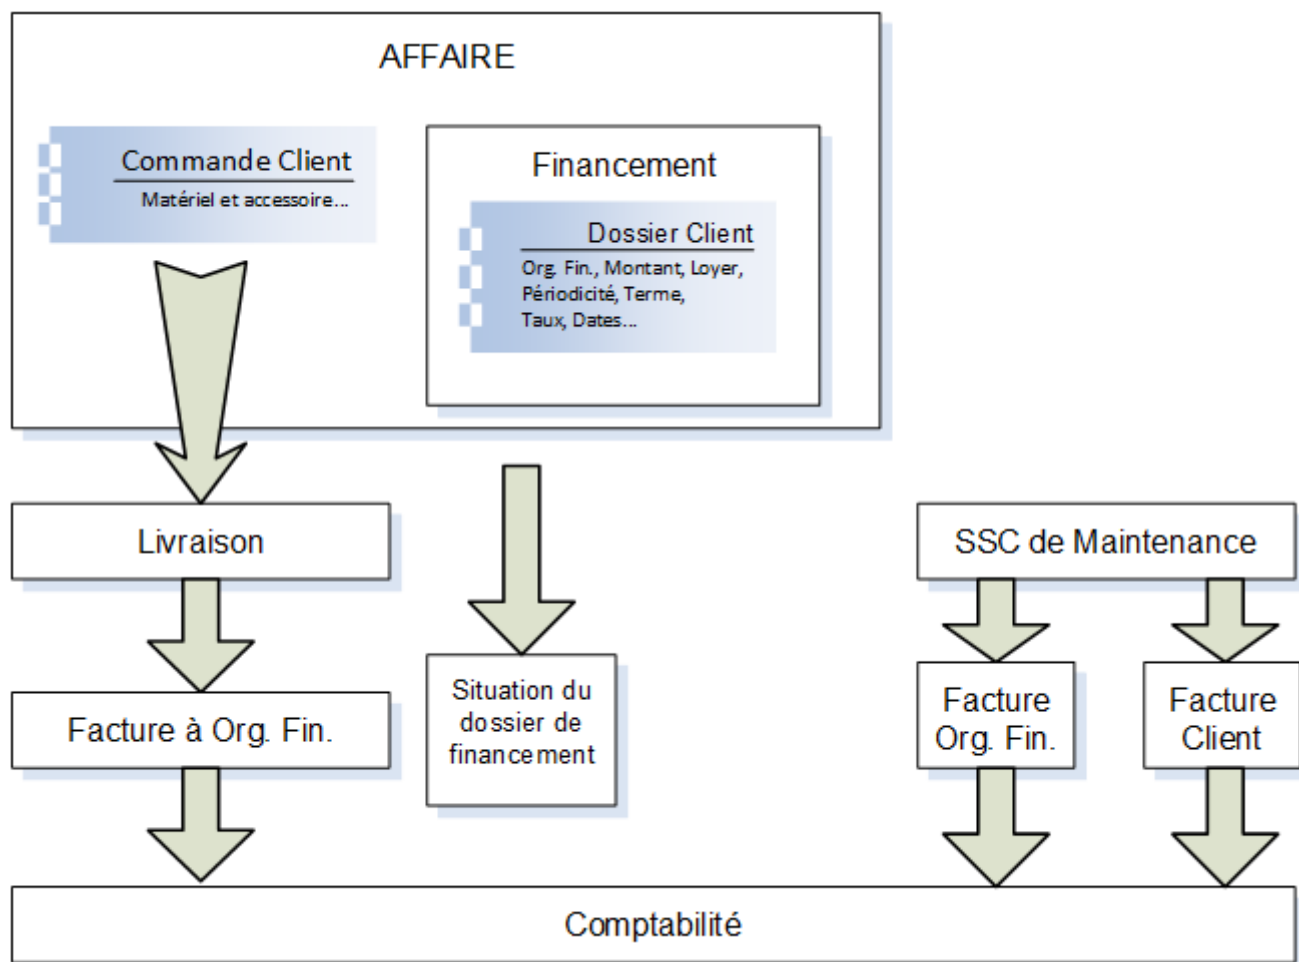 AFFAIRE
Commande Client
Matériel et accessoire...
Financement
Dossier Client
Org. Fin., Montant, Loyer,
Périodicité, Terme,
Taux, Dates...
Livraison
SSC de Maintenance
Facture à Org. Fin.
Situation du
dossier de
financement
Facture
Org. Fin.
Facture
Client
Comptabilité